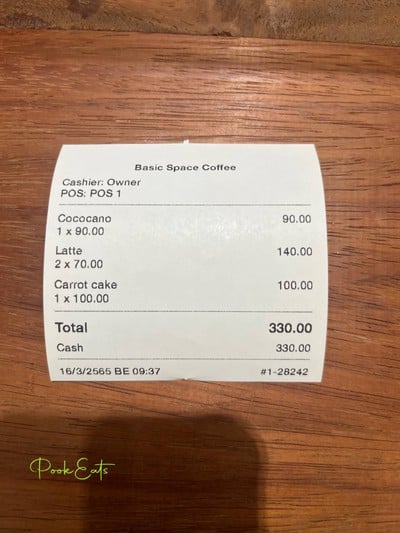 Basic Space Coffee
Cashier: Owner
POS: POS 1
Cococano 90.00
1 x 90.00
Latte 140.00
2 x 70.00
Carrot cake 100.00
1 x 100.00
Total 330.00
Cash 330.00
16/3/2565 BE 09:37 #1-28242
Pook Eats